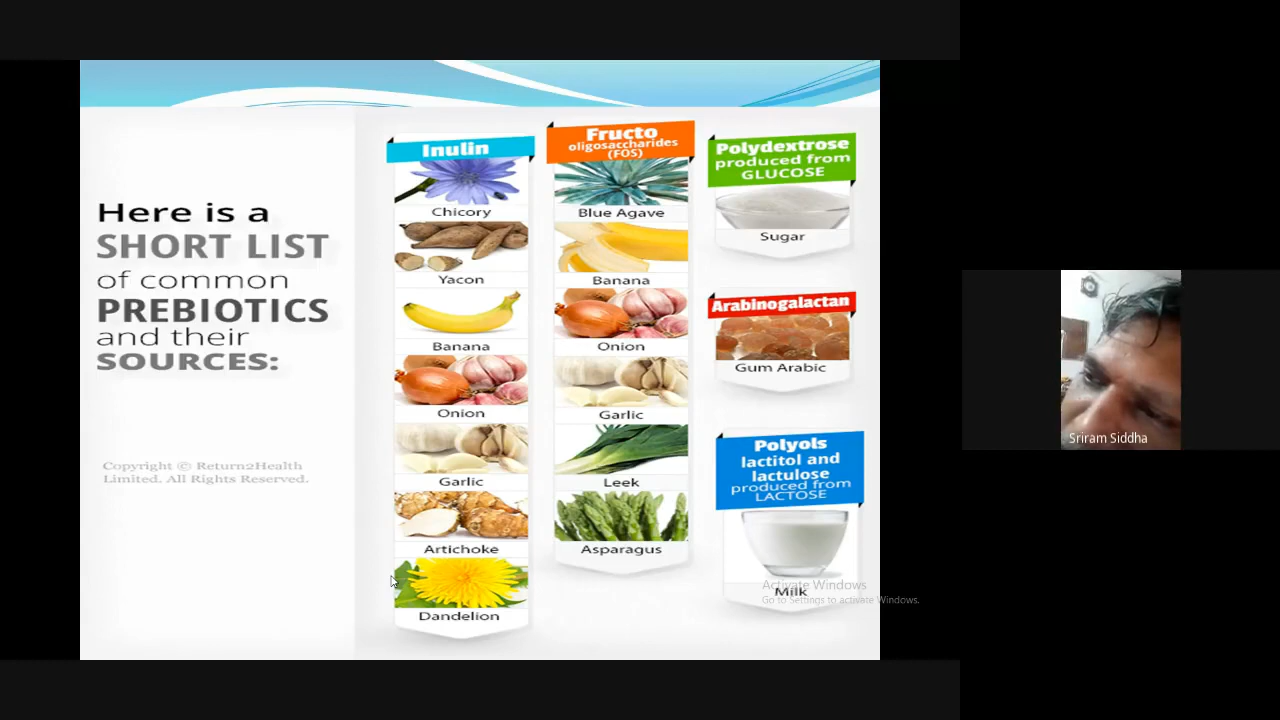 Here is a
SHORT LIST
of common
PREBIOTICS
and their
SOURCES:
Copyright © Return2Health
Limited. All Rights Reserved.
Inulin
Chicory
Yacon
Banana
Onion
Garlic
Artichoke
Dandelion
Fructo
oligosaccharides
(FOS)
Blue Agave
Banana
Onion
Garlic
Leek
Asparagus
Polydextrose
produced from
GLUCOSE
Sugar
Arabinogalactan
Gum Arabic
Polyols
lactitol and
lactulose
produced from
LACTOSE
Milk
Activate Windows
Go to Settings to activate Windows.
Sriram Siddha